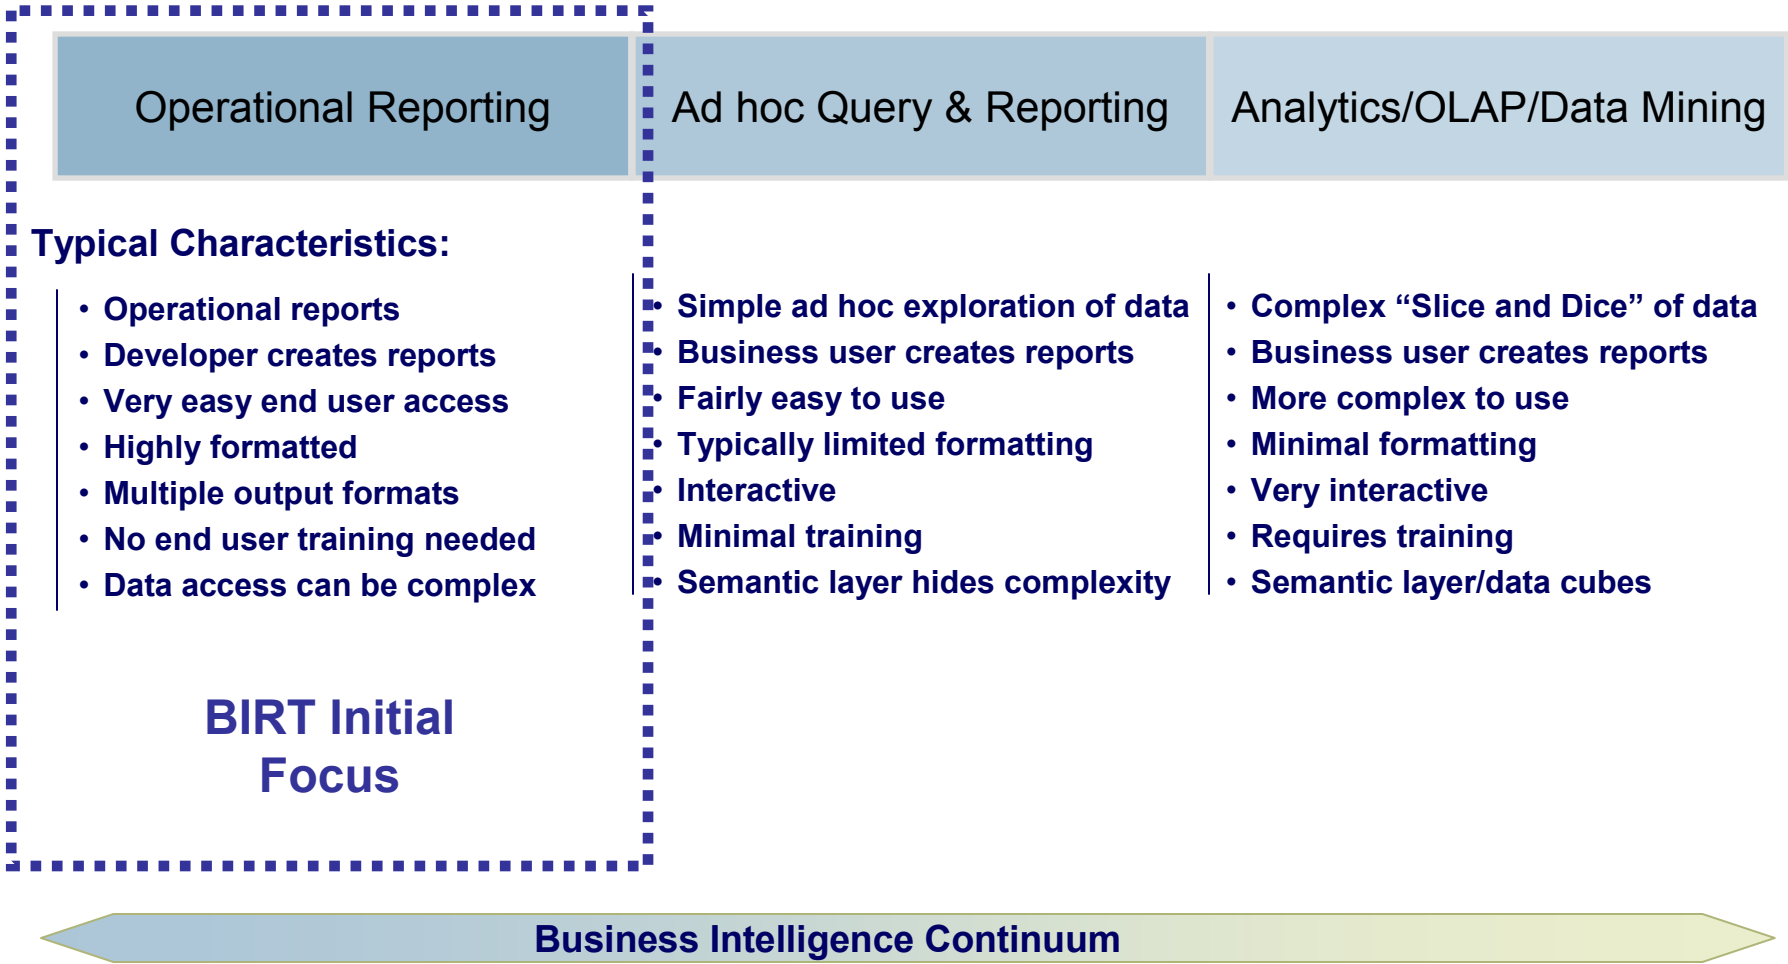 Operational Reporting
Ad hoc Query & Reporting
Analytics/OLAP/Data Mining
Typical Characteristics:
• Operational reports
• Developer creates reports
• Very easy end user access
• Highly formatted
• Multiple output formats
• No end user training needed
• Data access can be complex
• Simple ad hoc exploration of data
• Business user creates reports
• Fairly easy to use
• Typically limited formatting
• Interactive
• Minimal training
• Semantic layer hides complexity
• Complex “Slice and Dice” of data
• Business user creates reports
• More complex to use
• Minimal formatting
• Very interactive
• Requires training
• Semantic layer/data cubes
BIRT Initial
Focus
Business Intelligence Continuum